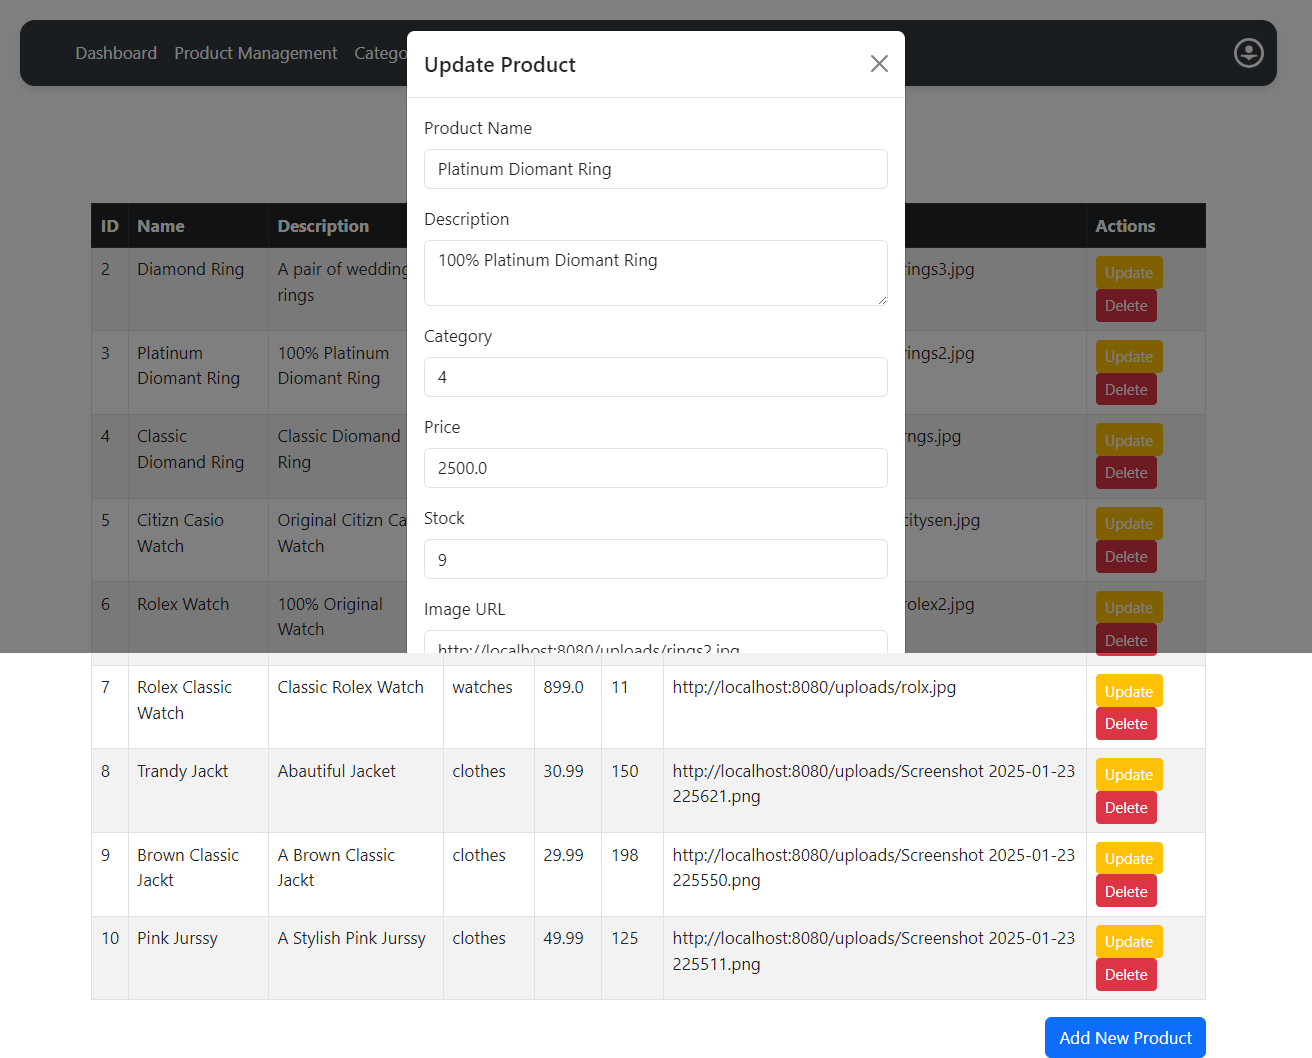 Dashboard Product Management Catego
Update Product
Product Name
Platinum Diomant Ring
Description
100% Platinum Diomant Ring
Category
4
Price
2500.0
Stock
9
Image URL
http://localhost:8080/uploads/rings2.jpg
ID Name Description Actions
2 Diamond Ring A pair of wedding rings3.jpg Update
rings Delete
3 Platinum 100% Platinum rings2.jpg Update
Diomant Ring Diomant Ring Delete
4 Classic Classic Diomand ngs.jpg Update
Diomand Ring Ring Delete
5 Citizn Casio Original Citizn Ca citysen.jpg Update
Watch Watch Delete
6 Rolex Watch 100% Original rolex2.jpg Update
Watch Delete
7 Rolex Classic Classic Rolex Watch watches 899.0 11 http://localhost:8080/uploads/rolx.jpg Update
Watch Delete
8 Trandy Jackt Abautiful Jacket clothes 30.99 150 http://localhost:8080/uploads/Screenshot 2025-01-23 Update
225621.png Delete
9 Brown Classic A Brown Classic clothes 29.99 198 http://localhost:8080/uploads/Screenshot 2025-01-23 Update
Jackt Jackt 225550.png Delete
10 Pink Jurssy A Stylish Pink Jurssy clothes 49.99 125 http://localhost:8080/uploads/Screenshot 2025-01-23 Update
225511.png Delete
Add New Product